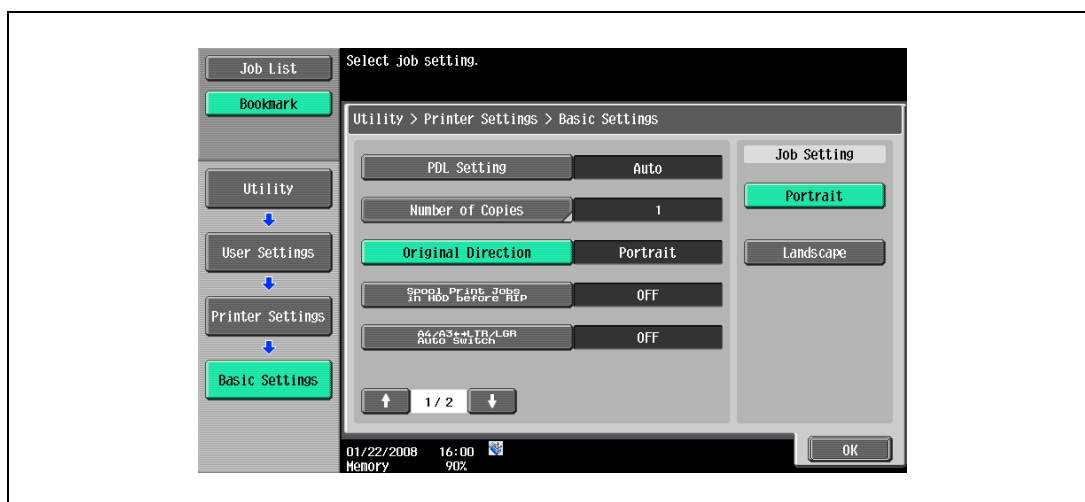 Job List
Bookmark
Utility
User Settings
Printer Settings
Basic Settings
Select job setting.
Utility > Printer Settings > Basic Settings
PDL Setting
Auto
Number of Copies
1
Original Direction
Portrait
Spool Print Jobs
in HDD before RIP
OFF
A4/A3↔LTR/LGR
Auto Switch
OFF
1/ 2
Job Setting
Portrait
Landscape
01/22/2008 16:00
Memory 90%
OK